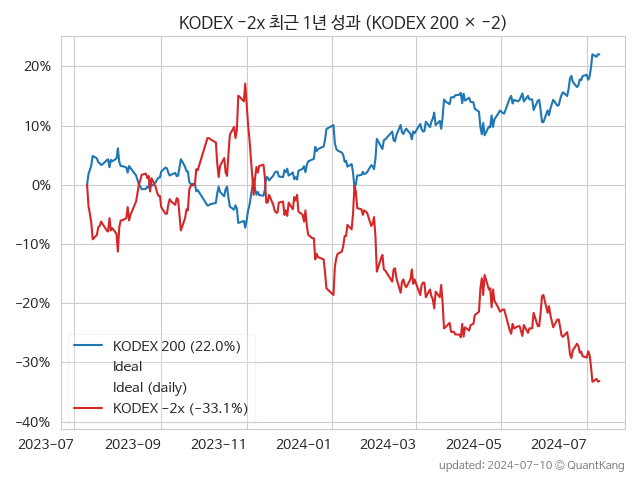 KODEX -2x 최근 1년 성과 (KODEX 200 × -2)
20%
10%
0%
-10%
-20%
-30%
-40%
KODEX 200 (22.0%)
Ideal
Ideal (daily)
KODEX -2x (-33.1%)
2023-07
2023-09
2023-11
2024-01
2024-03
2024-05
2024-07
updated: 2024-07-10 © QuantKang